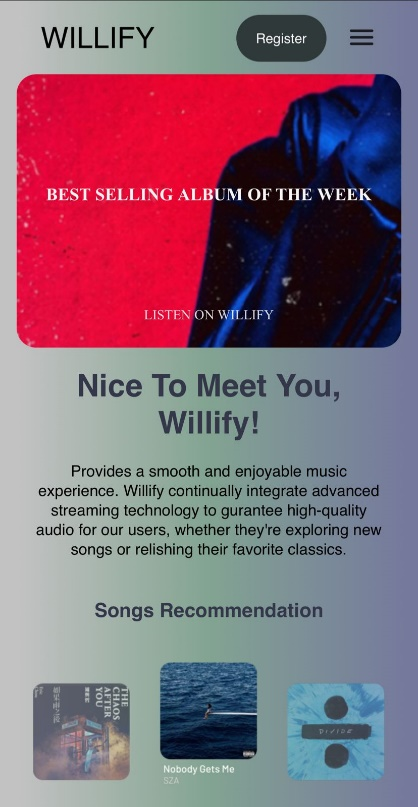 WILLIFY
Register
BEST SELLING ALBUM OF THE WEEK
LISTEN ON WILLIFY
Nice To Meet You,
Willify!
Provides a smooth and enjoyable music
experience. Willify continually integrate advanced
streaming technology to gurantee high-quality
audio for our users, whether they're exploring new
songs or relishing their favorite classics.
Songs Recommendation
THE
CHAOS
AFTER
YOU
DIVIDE
Nobody Gets Me
SZA